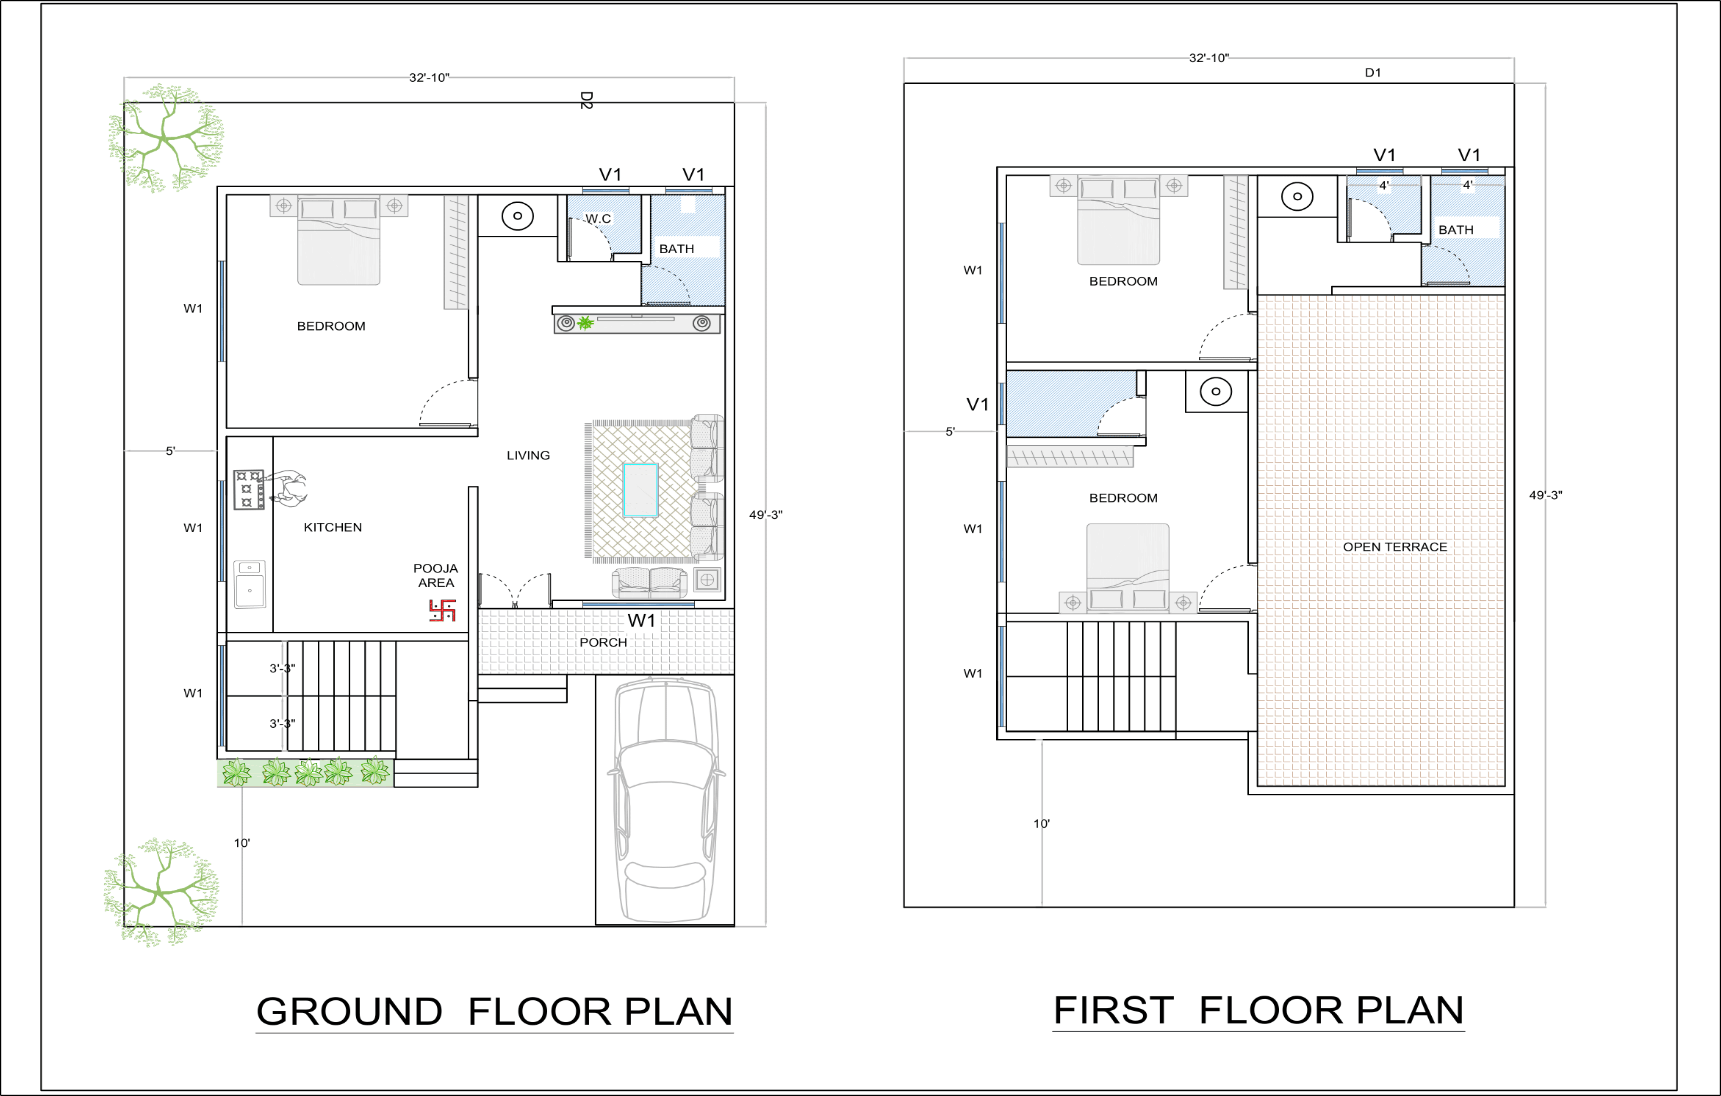 32'-10"
D2
V1
V1
W.C
BATH
W1
BEDROOM
5'
LIVING
W1
KITCHEN
49'-3"
POOJA
AREA
W1
PORCH
3'-3"
W1
3'-3"
10'
GROUND FLOOR PLAN
32'-10"
D1
V1
V1
4'
4'
BATH
W1
BEDROOM
V1
5'
BEDROOM
49'-3"
W1
OPEN TERRACE
W1
10'
FIRST FLOOR PLAN